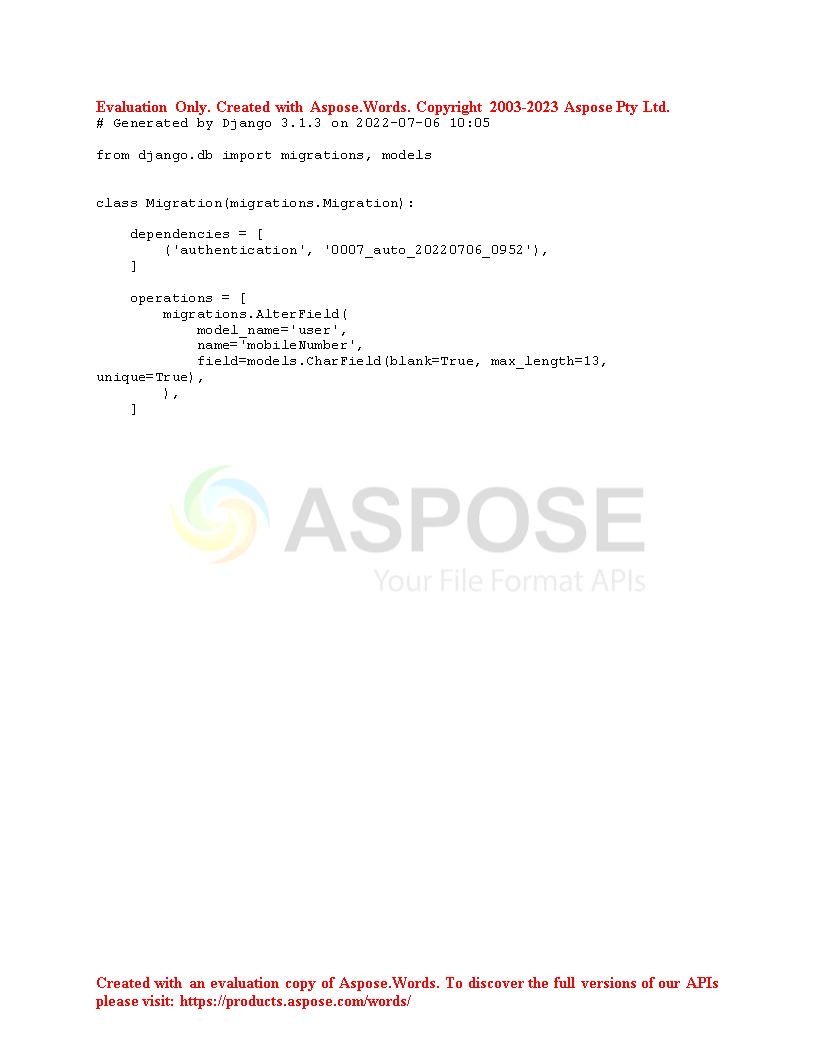 Evaluation Only. Created with Aspose.Words. Copyright 2003-2023 Aspose Pty Ltd.
# Generated by Django 3.1.3 on 2022-07-06 10:05

from django.db import migrations, models


class Migration(migrations.Migration):

    dependencies = [
        ('authentication', '0007_auto_20220706_0952'),
    ]

    operations = [
        migrations.AlterField(
            model_name='user',
            name='mobileNumber',
            field=models.CharField(blank=True, max_length=13,
unique=True),
        ),
    ]
ASPOSE
Your File Format APIs
Created with an evaluation copy of Aspose.Words. To discover the full versions of our APIs
please visit: https://products.aspose.com/words/